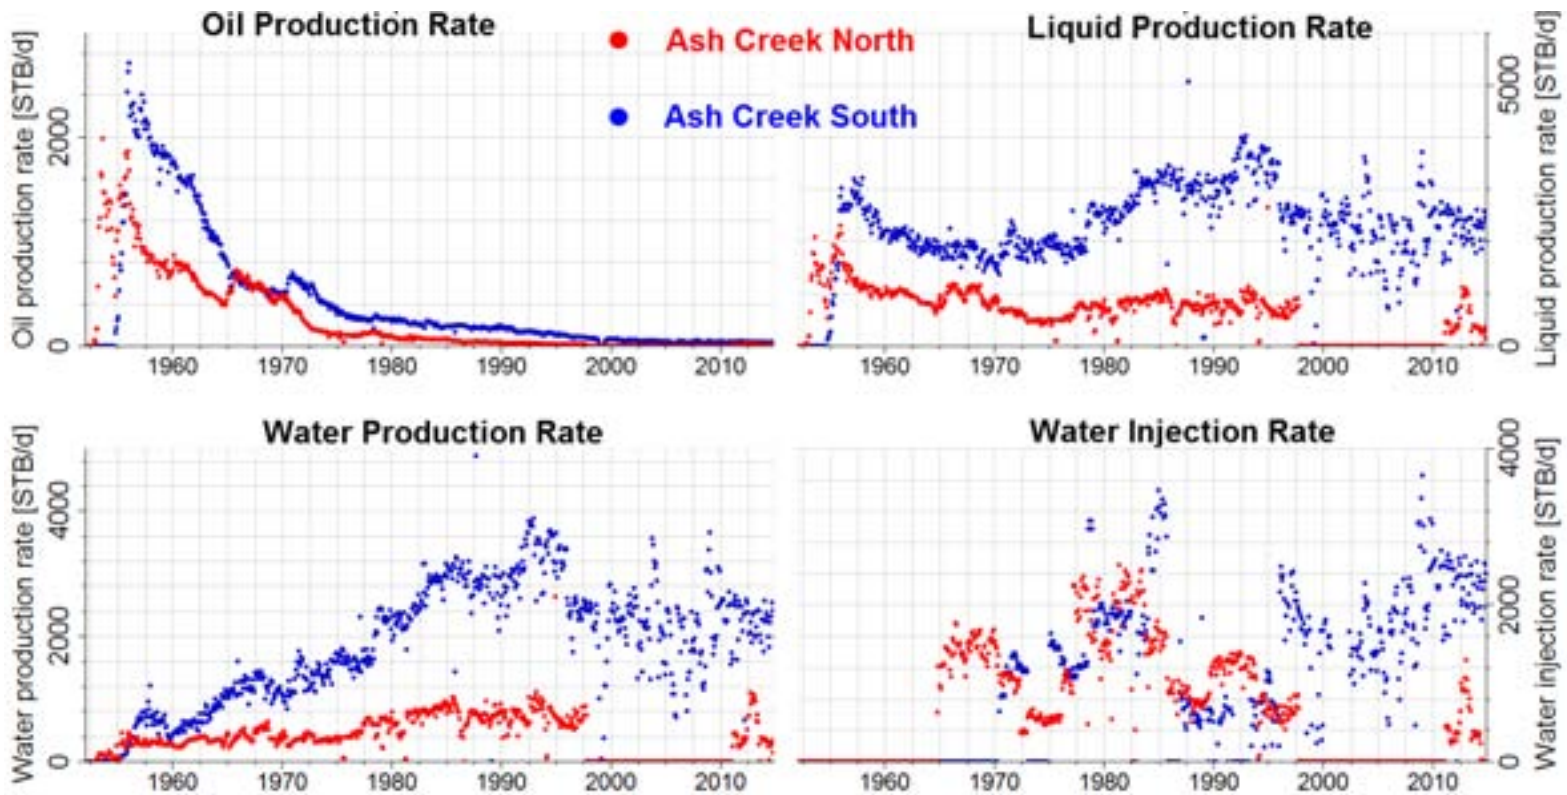 Oil Production Rate
Ash Creek North
Ash Creek South
Liquid Production Rate
Oil production rate [STB/d]
2000
0
1960 1970 1980 1990 2000 2010
5000
0
Liquid production rate [STB/d]
1960 1970 1980 1990 2000 2010
Water Production Rate
Water production rate [STB/d]
4000
2000
0
1960 1970 1980 1990 2000 2010
Water Injection Rate
4000
2000
0
Water injection rate [STB/d]
1960 1970 1980 1990 2000 2010